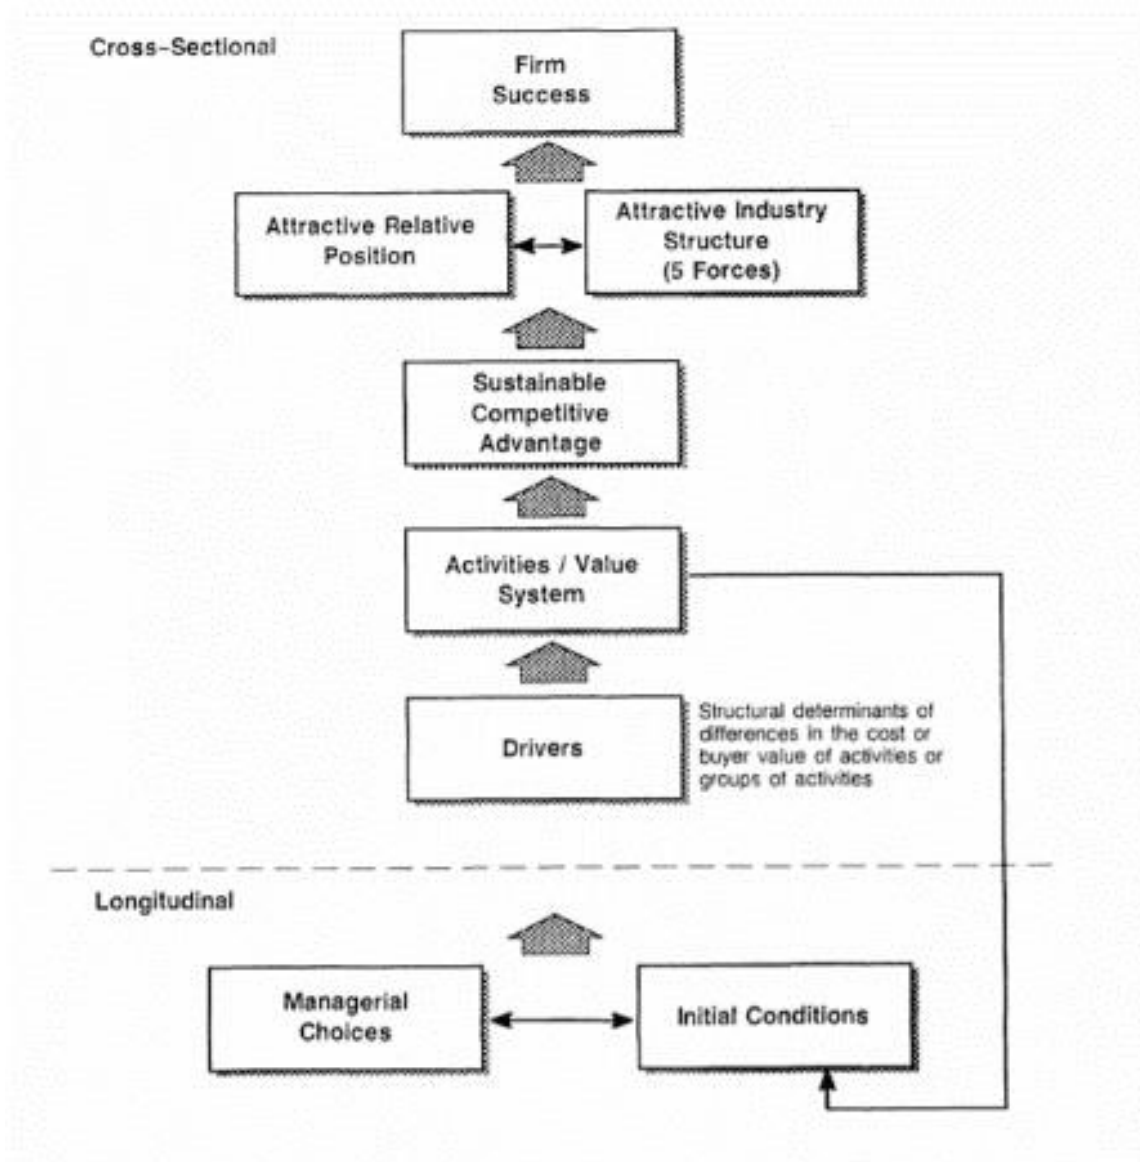 Cross-Sectional
Firm
Success
Attractive Relative
Position
Attractive Industry
Structure
(5 Forces)
Sustainable
Competitive
Advantage
Activities / Value
System
Drivers
Structural determinants of
differences in the cost or
buyer value of activities or
groups of activities
Longitudinal
Managerial
Choices
Initial Conditions